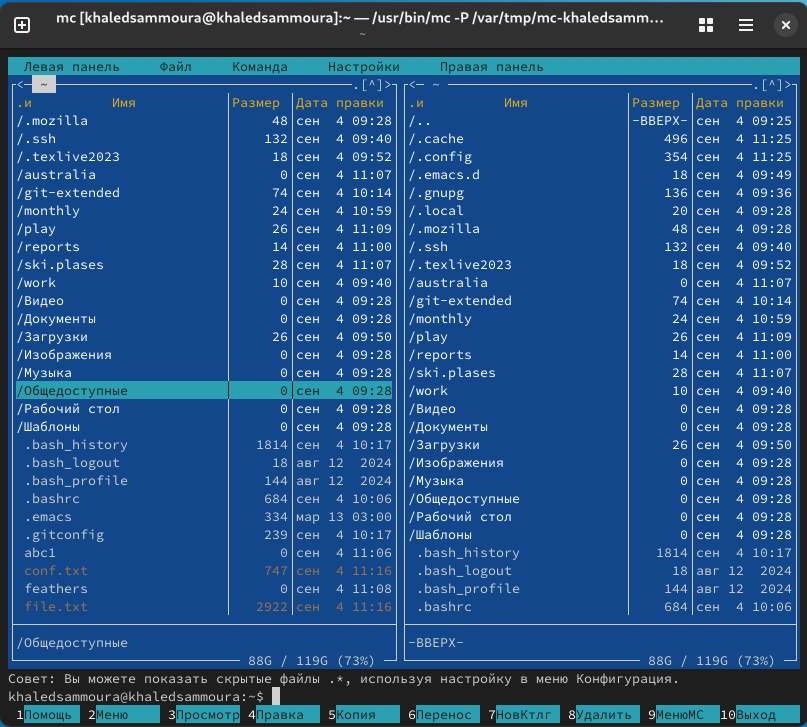 mc [khaledsammoura@khaledsammoura]:~ — /usr/bin/mc -P /var/tmp/mc-khaledsamm…
~
Левая панель Файл Команда Настройки Правая панель
<— ~ .[^]> <— ~ .[^]>
.и Имя Размер Дата правки .и Имя Размер Дата правки
/.mozilla 48 сен 4 09:28 /.. -ВВЕРХ- сен 4 09:25
/.ssh 132 сен 4 09:40 /.cache 496 сен 4 11:25
/.texlive2023 18 сен 4 09:52 /.config 354 сен 4 11:25
/australia 0 сен 4 11:07 /.emacs.d 18 сен 4 09:49
/git-extended 74 сен 4 10:14 /.gnupg 136 сен 4 09:36
/monthly 24 сен 4 10:59 /.local 20 сен 4 09:28
/play 26 сен 4 11:09 /.mozilla 48 сен 4 09:28
/reports 14 сен 4 11:00 /.ssh 132 сен 4 09:40
/ski.plases 28 сен 4 11:07 /.texlive2023 18 сен 4 09:52
/work 10 сен 4 09:40 /australia 0 сен 4 11:07
/Видео 0 сен 4 09:28 /git-extended 74 сен 4 10:14
/Документы 0 сен 4 09:28 /monthly 24 сен 4 10:59
/Загрузки 26 сен 4 09:50 /play 26 сен 4 11:09
/Изображения 0 сен 4 09:28 /reports 14 сен 4 11:00
/Музыка 0 сен 4 09:28 /ski.plases 28 сен 4 11:07
/Общедоступные 0 сен 4 09:28 /work 10 сен 4 09:40
/Рабочий стол 0 сен 4 09:28 /Видео 0 сен 4 09:28
/Шаблоны 0 сен 4 09:28 /Документы 0 сен 4 09:28
.bash_history 1814 сен 4 10:17 /Загрузки 26 сен 4 09:50
.bash_logout 18 авг 12 2024 /Изображения 0 сен 4 09:28
.bash_profile 144 авг 12 2024 /Музыка 0 сен 4 09:28
.bashrc 684 сен 4 10:06 /Общедоступные 0 сен 4 09:28
.emacs 334 мар 13 03:00 /Рабочий стол 0 сен 4 09:28
.gitconfig 239 сен 4 10:17 /Шаблоны 0 сен 4 09:28
abc1 0 сен 4 11:06 .bash_history 1814 сен 4 10:17
conf.txt 747 сен 4 11:16 .bash_logout 18 авг 12 2024
feathers 0 сен 4 11:08 .bash_profile 144 авг 12 2024
file.txt 2922 сен 4 11:16 .bashrc 684 сен 4 10:06
/Общедоступные -ВВЕРХ-
88G / 119G (73%) 88G / 119G (73%)
Совет: Вы можете показать скрытые файлы .*, используя настройку в меню Конфигурация.
khaledsammoura@khaledsammoura:~$
1Помощь 2Меню 3Просмотр 4Правка 5Копия 6Перенос 7НовКтлг 8Удалить 9МенюМС 10Выход